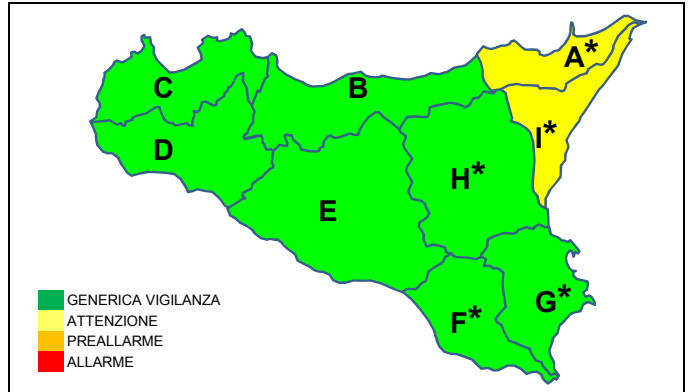 A*
C
B
I*
D
H*
E
G*
F*
GENERICA VIGILANZA
ATTENZIONE
PREALLARME
ALLARME